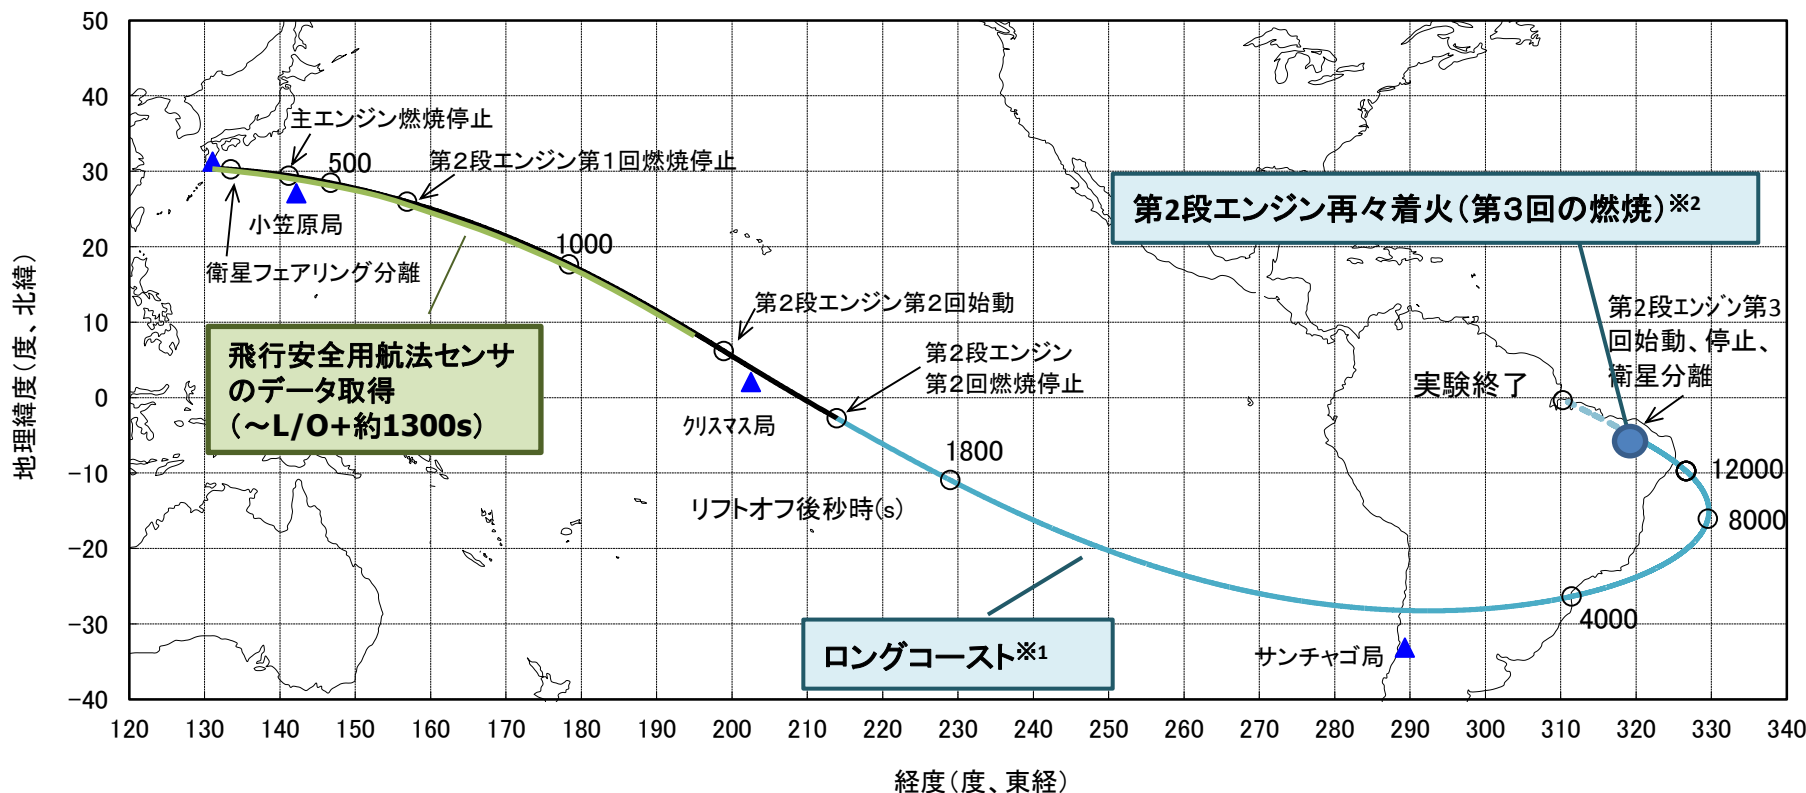 50
40
30
20
10
0
-10
-20
-30
-40
地理緯度(度、北緯)
120 130 140 150 160 170 180 190 200 210 220 230 240 250 260 270 280 290 300 310 320 330 340
経度(度、東経)
主エンジン燃焼停止
500
第2段エンジン第1回燃焼停止
小笠原局
衛星フェアリング分離
1000
第2段エンジン再々着火(第3回の燃焼)※2
飛行安全用航法センサ
のデータ取得
(~L/O+約1300s)
第2段エンジン第2回始動
第2段エンジン
第2回燃焼停止
クリスマス局
第2段エンジン第3
回始動、停止、
衛星分離
実験終了
1800
リフトオフ後秒時(s)
12000
8000
4000
ロングコースト※1
サンチャゴ局